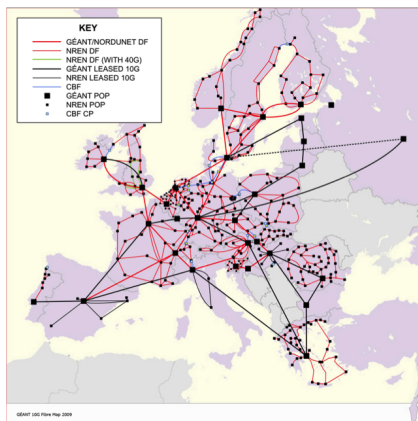 KEY
GÉANT/NORDUNET DF
NREN DF
NREN DF (WITH 40G)
GÉANT LEASED 10G
NREN LEASED 10G
CBF
GÉANT POP
NREN POP
CBF CP
GÉANT 10G Fibre Map 2009